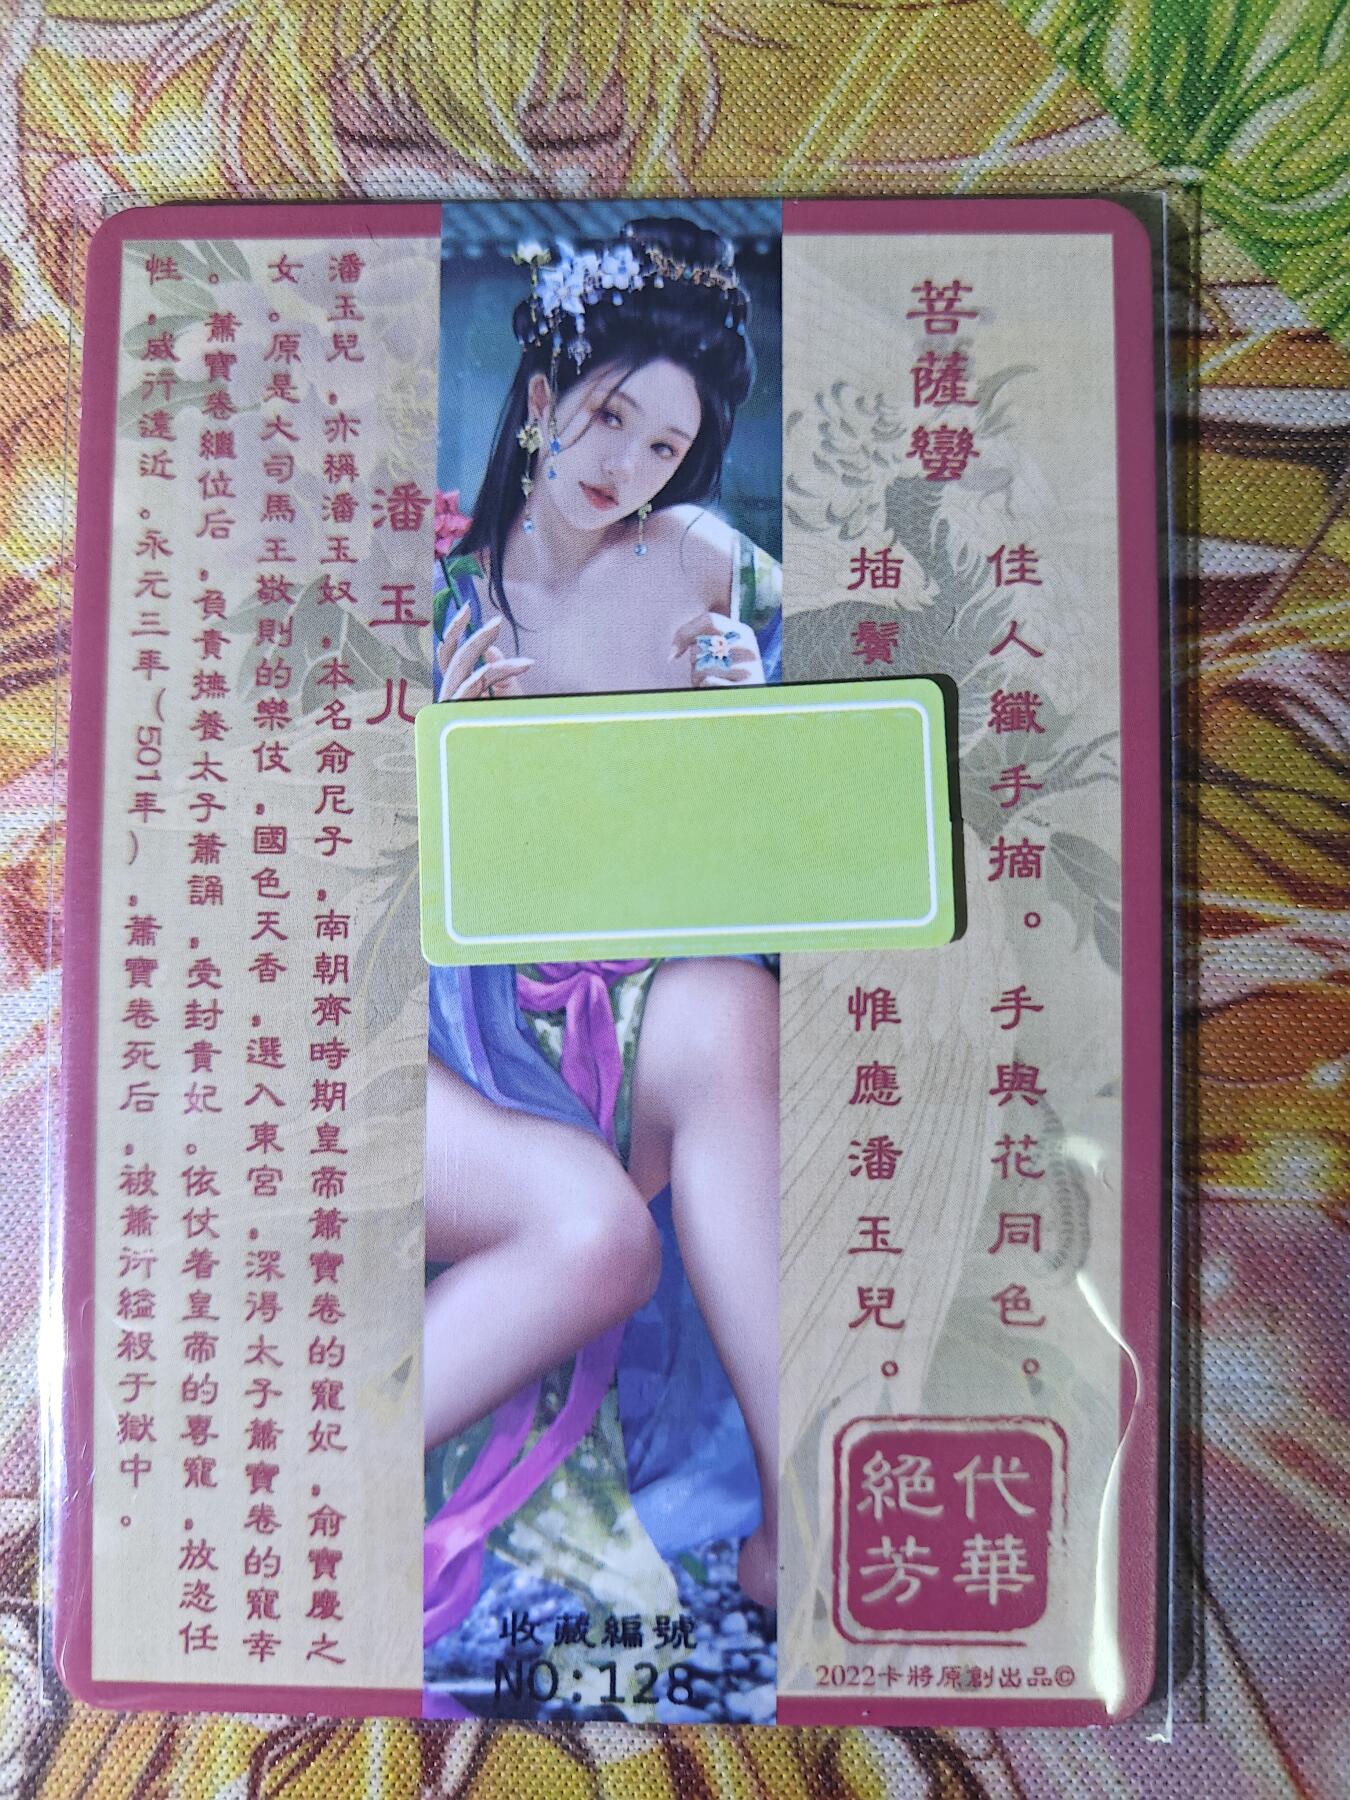 菩薩蠻
佳人纖手摘。手與花同色。
插鬢惟應潘玉兒。
代華
絕芳
2022卡將原創出品©
收藏編號
NO:128
潘玉儿
潘玉兒，亦稱潘玉奴，本名俞尼子，南朝齊時期皇帝蕭寶卷的寵妃，俞寶慶之
女。原是大司馬王敬則的樂伎，國色天香，選入東宮，深得太子蕭寶卷的寵幸
。蕭寶卷繼位后，負責撫養太子蕭誦，受封貴妃。依仗着皇帝的專寵，放恣任
性，威行遠近。永元三年（501年），蕭寶卷死后，被蕭衍縊殺于獄中。